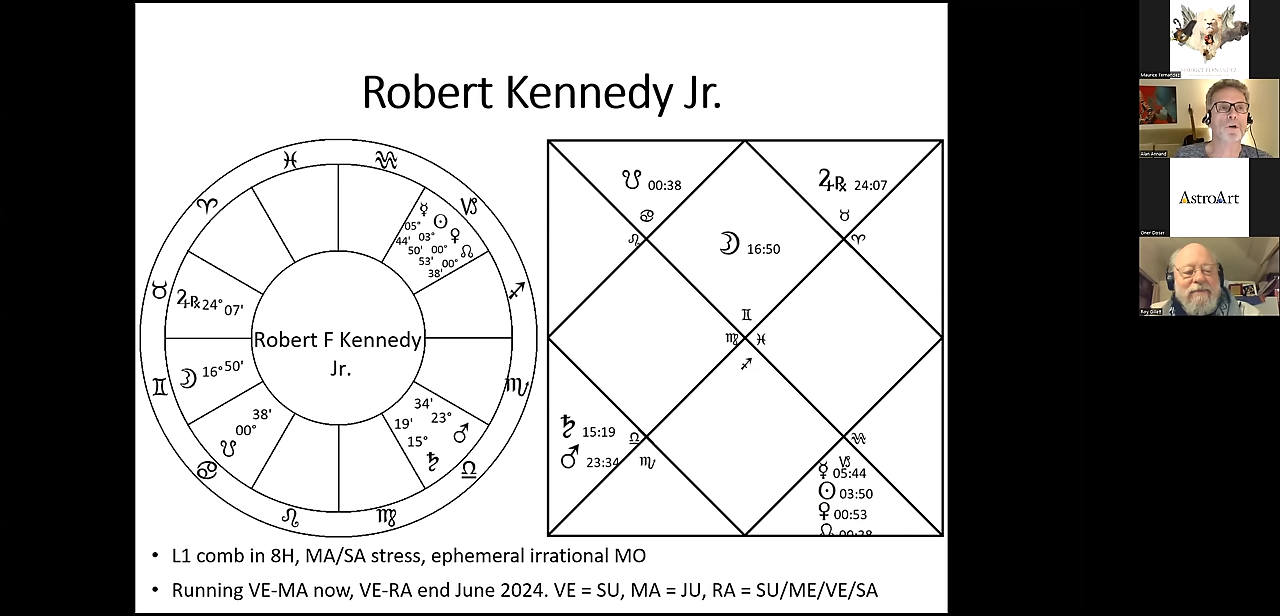 Robert Kennedy Jr.
05°
44'
03°
50'
00°
53'
00°
38'
24° 07'
Robert F Kennedy
Jr.
16° 50'
38'
00°
34'
23°
19'
15°
00:38
24:07
16:50
15:19
23:34
05:44
03:50
00:53
• L1 comb in 8H, MA/SA stress, ephemeral irrational MO
• Running VE-MA now, VE-RA end June 2024. VE = SU, MA = JU, RA = SU/ME/VE/SA
Maurice Fernandez
Alan Annand
AstroArt
Roy Gillett